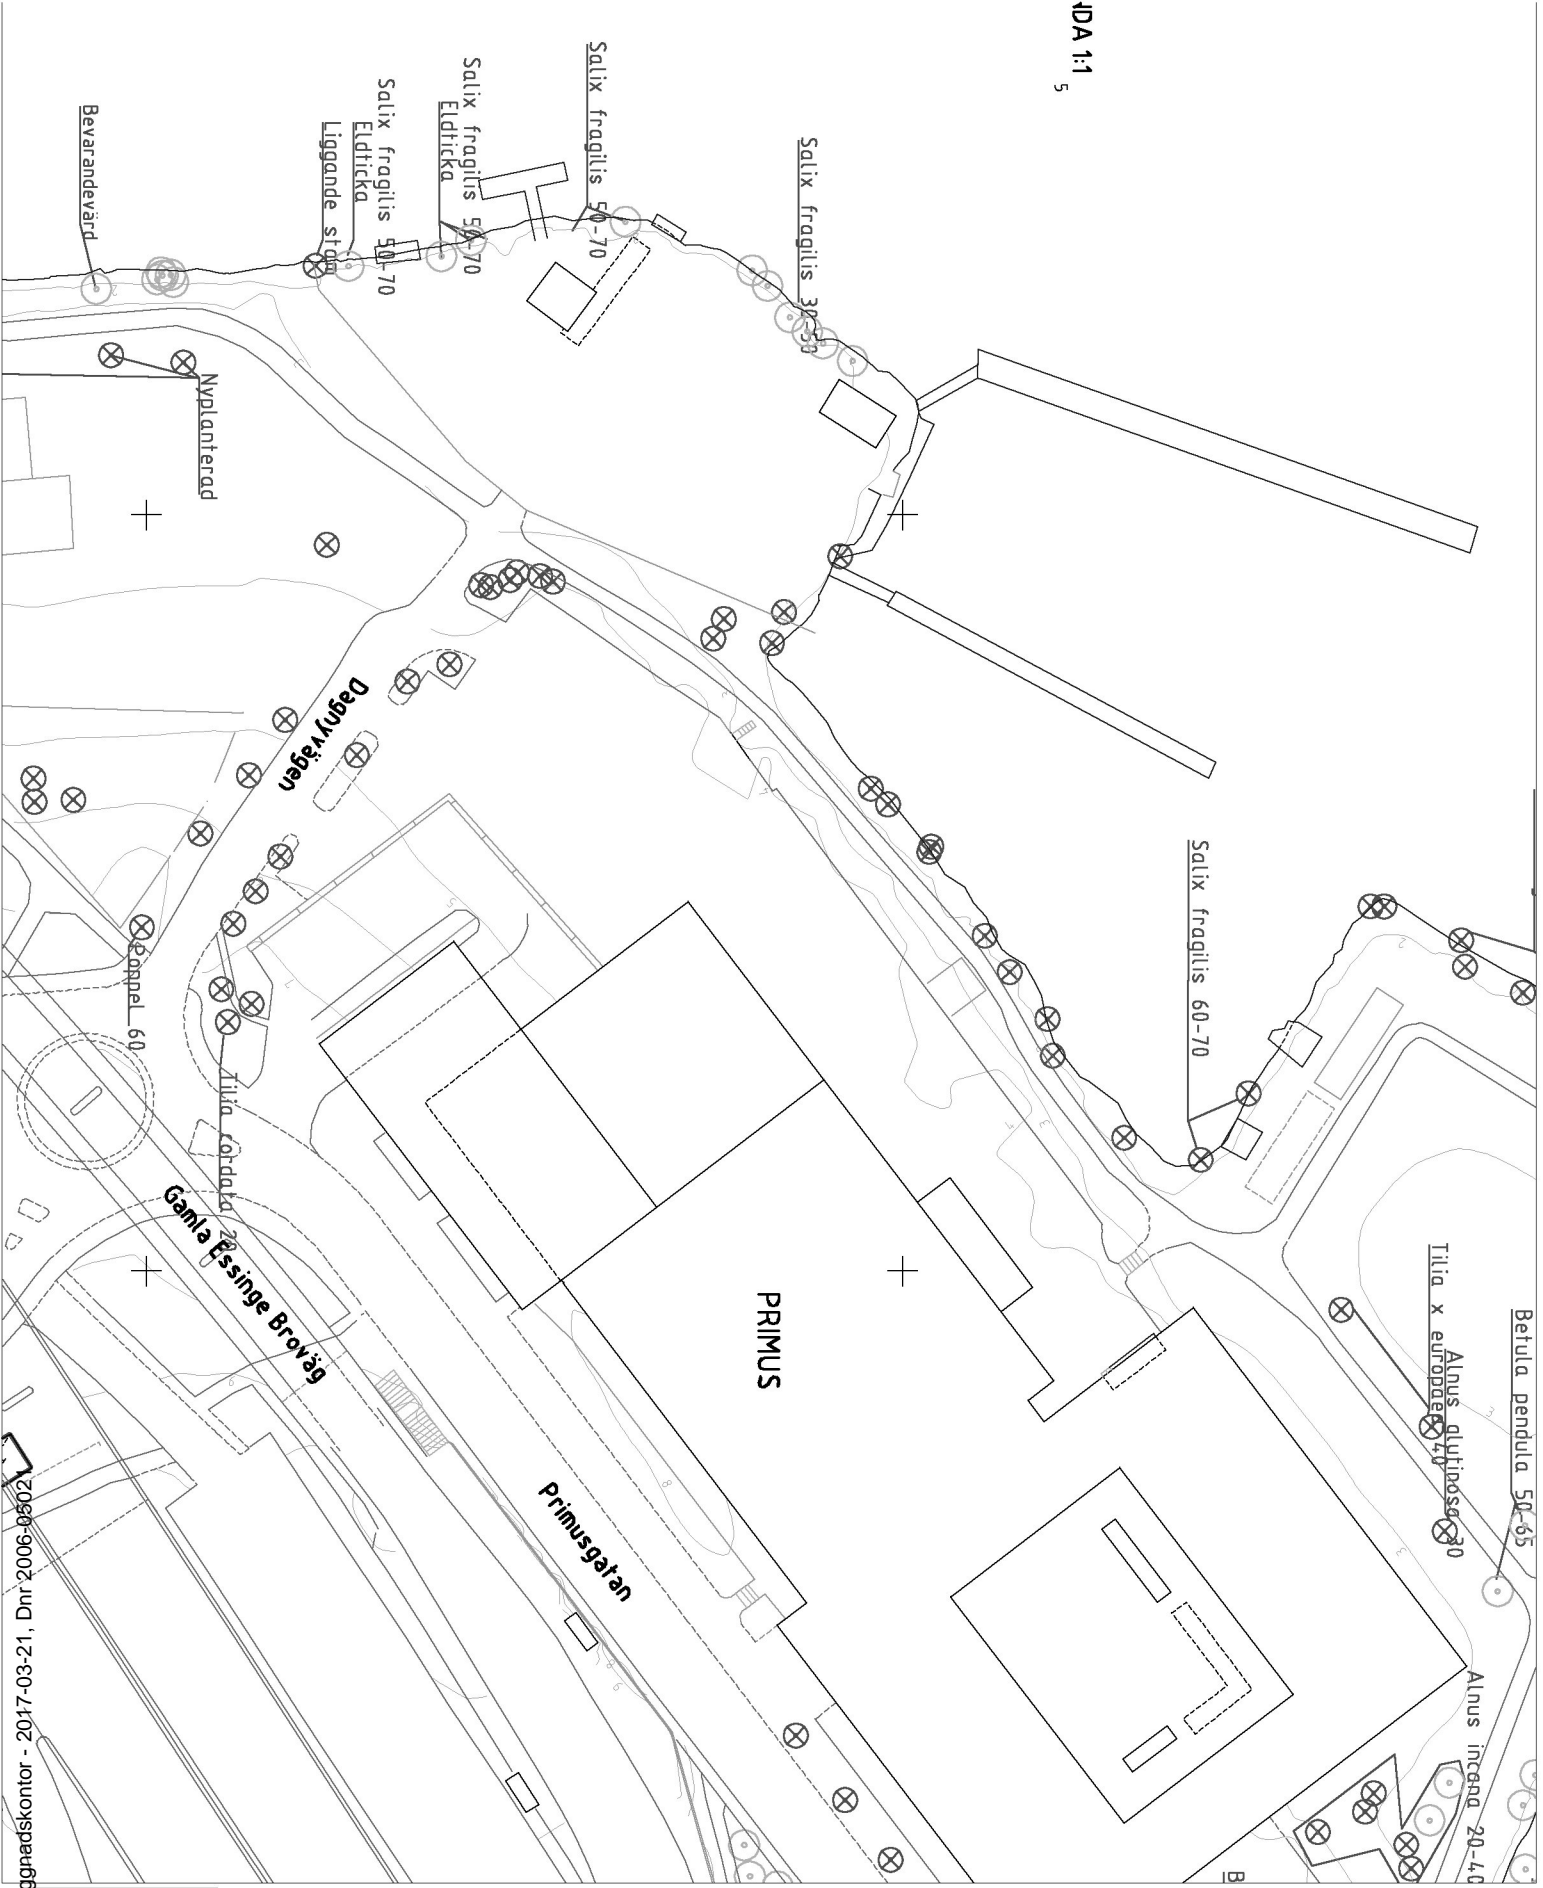 NDA 1:1
5
Betula pendula 50-65
Tilia x europaea 40
Alnus glutinosa 30
Alnus incana 20-40
Salix fragilis 60-70
Salix fragilis 30-50
Salix fragilis 50-70
Salix fragilis 50-70
Eldticka
Salix fragilis 50-70
Eldticka
Liggande stam
Bevarandevärd
Nyplanterad
Dagnyvägen
Poppel 60
Tilia cordata 20
Gamla Essinge Broväg
PRIMUS
Primusgatan
B
ggnadskontor - 2017-03-21, Dnr 2006-05021